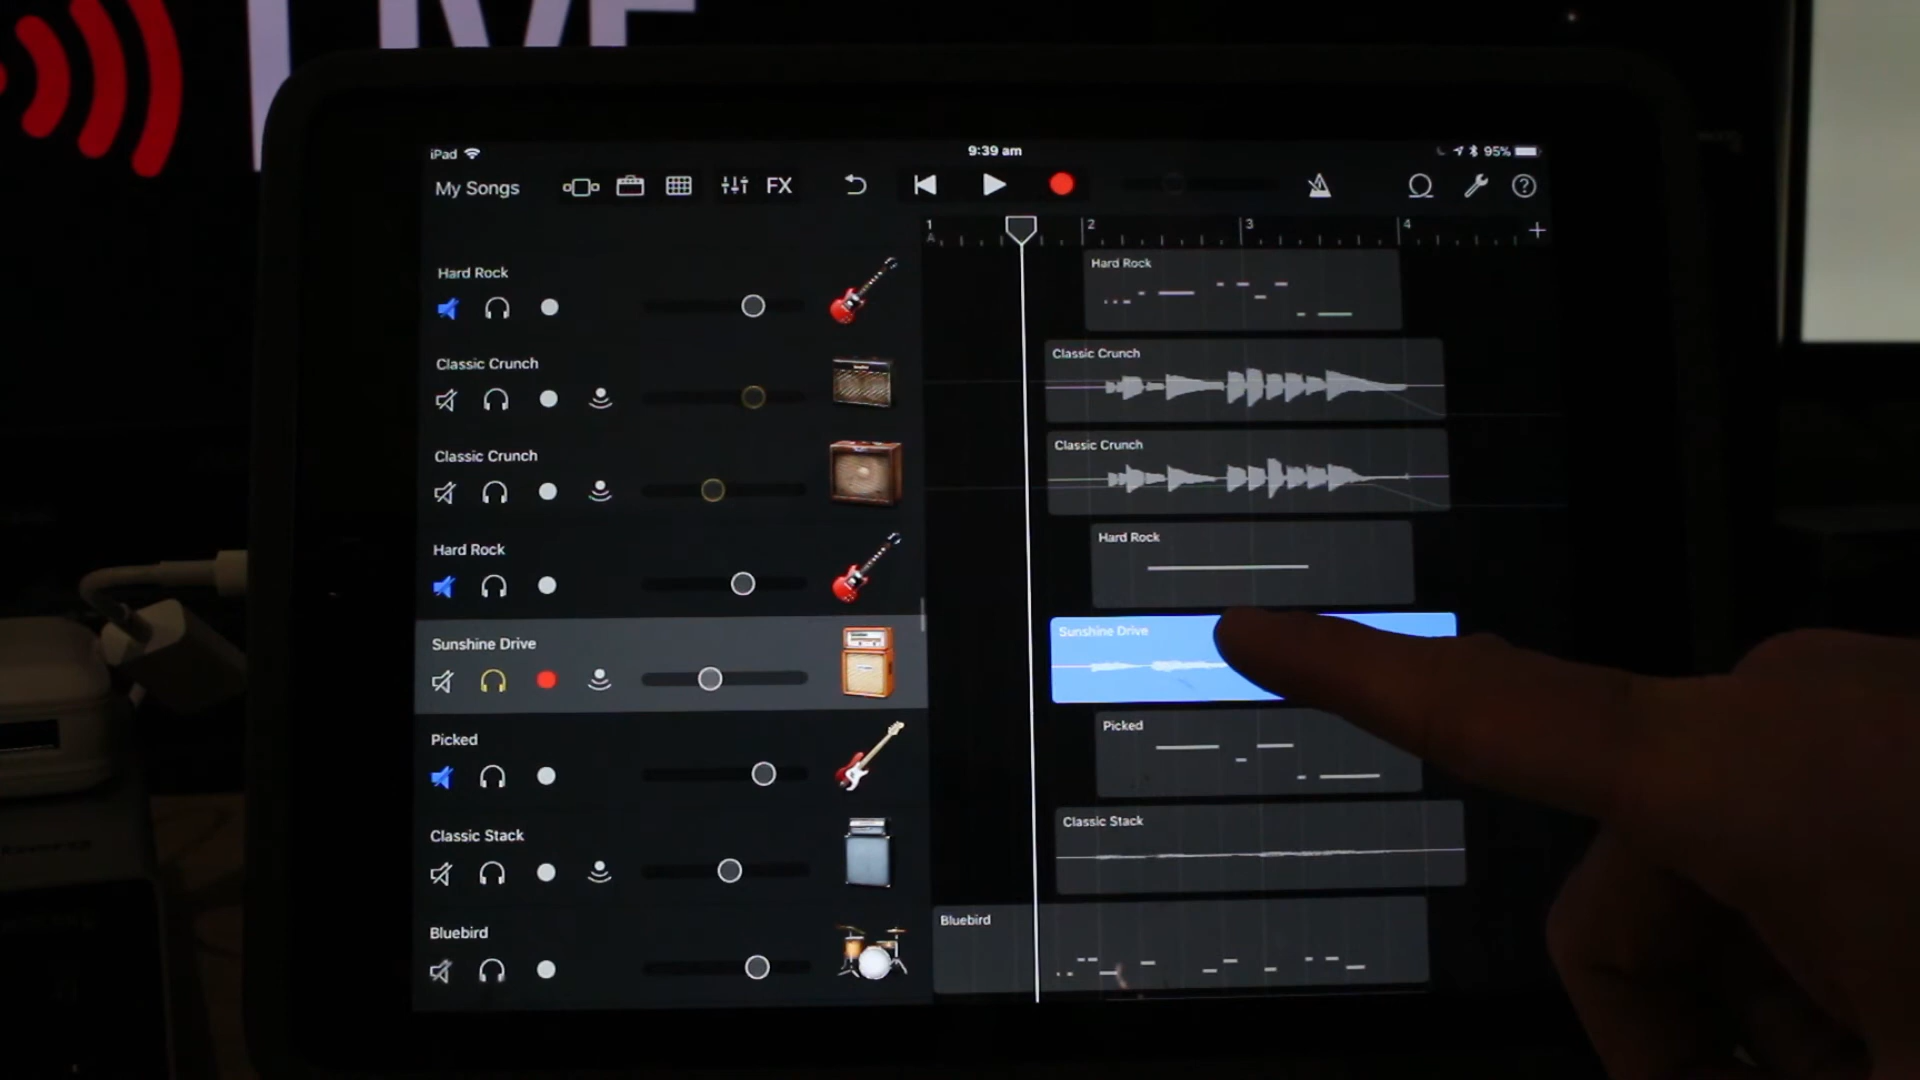 LIVE
iPad
9:39 am
95%
My Songs
FX
1
2
3
4
+
A
Hard Rock
Hard Rock
Classic Crunch
Classic Crunch
Classic Crunch
Classic Crunch
Hard Rock
Hard Rock
Sunshine Drive
Sunshine Drive
Picked
Picked
Classic Stack
Classic Stack
Bluebird
Bluebird